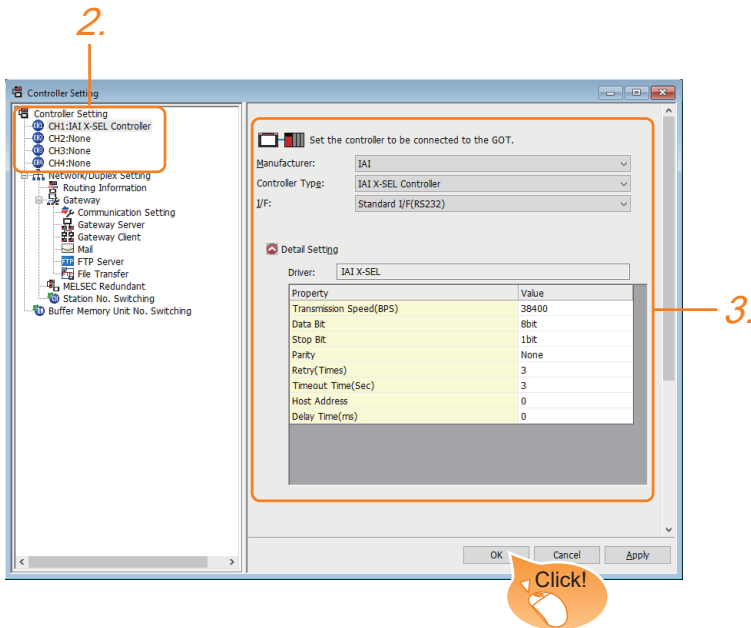 2.
Controller Setting
Controller Setting
CH1:IAI X-SEL Controller
CH2:None
CH3:None
CH4:None
Network/Duplex Setting
Routing Information
Gateway
Communication Setting
Gateway Server
Gateway Client
Mail
FTP Server
File Transfer
MELSEC Redundant
Station No. Switching
Buffer Memory Unit No. Switching
Set the controller to be connected to the GOT.
Manufacturer: IAI
Controller Type: IAI X-SEL Controller
I/F: Standard I/F(RS232)
Detail Setting
Driver: IAI X-SEL
Property Value
Transmission Speed(BPS) 38400
Data Bit 8bit
Stop Bit 1bit
Parity None
Retry(Times) 3
Timeout Time(Sec) 3
Host Address 0
Delay Time(ms) 0
3.
OK Cancel Apply
Click!